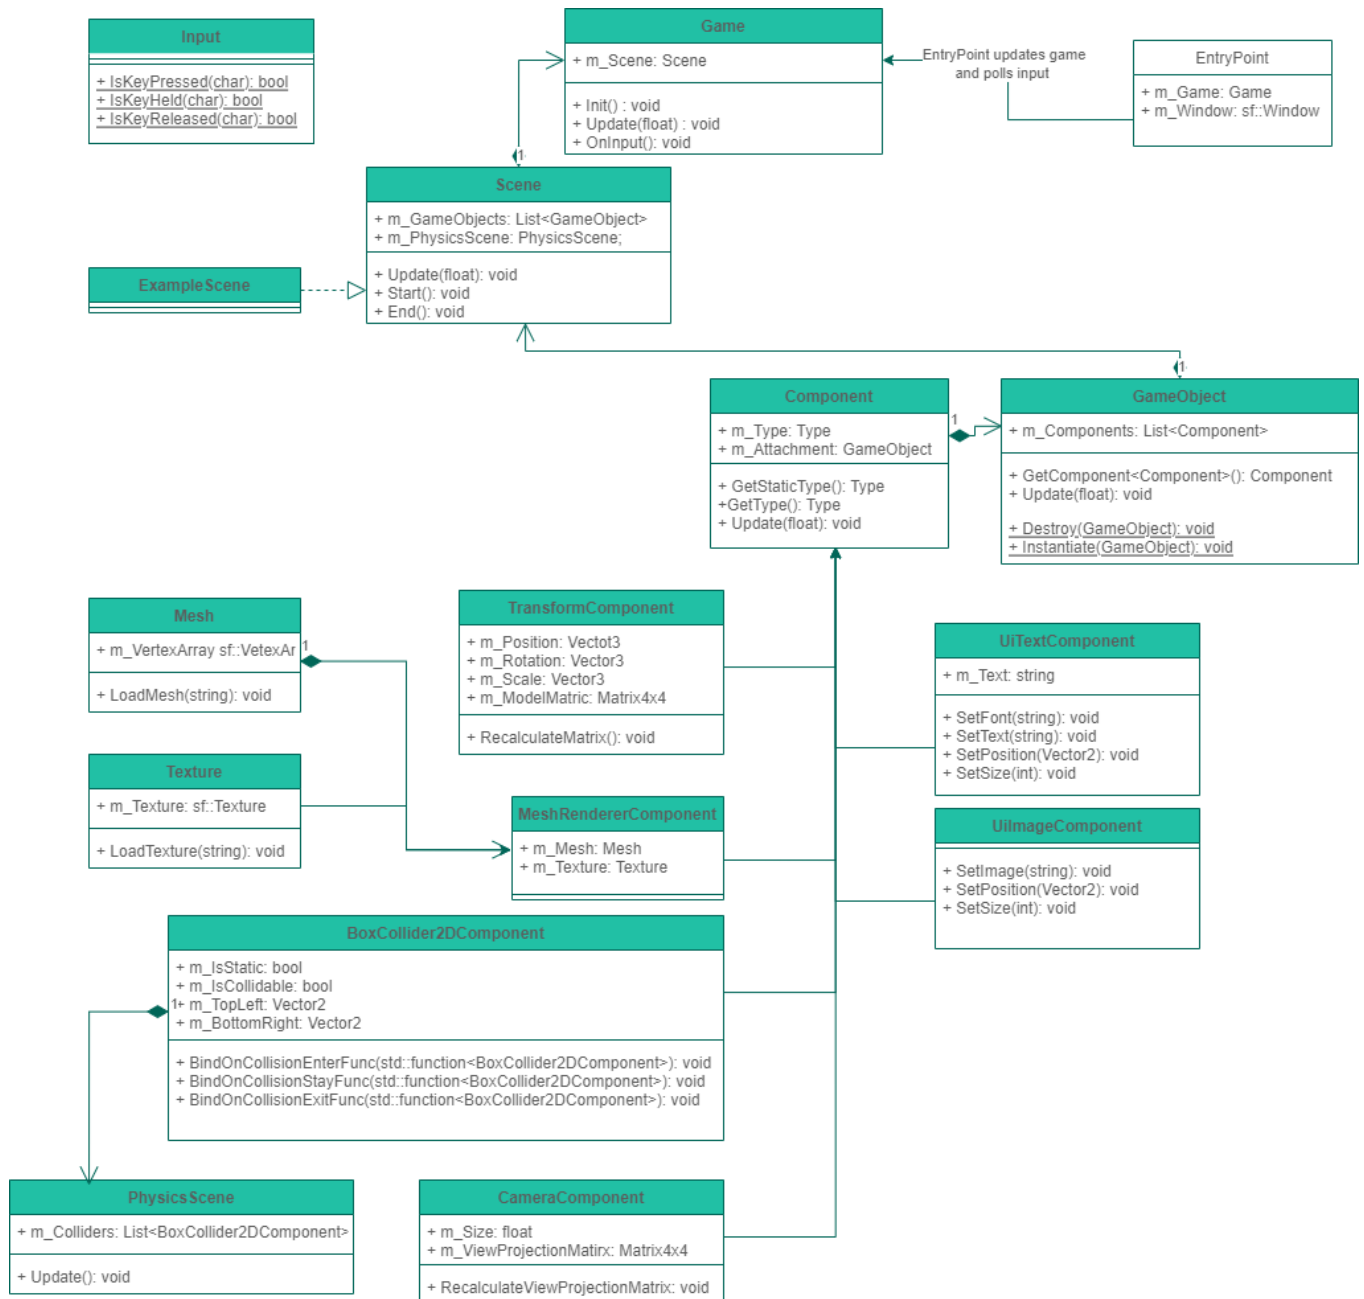 Input
+ IsKeyPressed(char): bool
+ IsKeyHeld(char): bool
+ IsKeyReleased(char): bool
Game
+ m_Scene: Scene
+ Init() : void
+ Update(float) : void
+ OnInput(): void
EntryPoint updates game
and polls input
EntryPoint
+ m_Game: Game
+ m_Window: sf::Window
1
Scene
+ m_GameObjects: List<GameObject>
+ m_PhysicsScene: PhysicsScene;
+ Update(float): void
+ Start(): void
+ End(): void
ExampleScene
1
Component
+ m_Type: Type
+ m_Attachment: GameObject
+ GetStaticType(): Type
+GetType(): Type
+ Update(float): void
1
GameObject
+ m_Components: List<Component>
+ GetComponent<Component>(): Component
+ Update(float): void
+ Destroy(GameObject): void
+ Instantiate(GameObject): void
Mesh
+ m_VertexArray sf::VetexAr
1
+ LoadMesh(string): void
TransformComponent
+ m_Position: Vectot3
+ m_Rotation: Vector3
+ m_Scale: Vector3
+ m_ModelMatric: Matrix4x4
+ RecalculateMatrix(): void
UiTextComponent
+ m_Text: string
+ SetFont(string): void
+ SetText(string): void
+ SetPosition(Vector2): void
+ SetSize(int): void
Texture
+ m_Texture: sf::Texture
+ LoadTexture(string): void
MeshRendererComponent
+ m_Mesh: Mesh
+ m_Texture: Texture
UiImageComponent
+ SetImage(string): void
+ SetPosition(Vector2): void
+ SetSize(int): void
BoxCollider2DComponent
+ m_IsStatic: bool
+ m_IsCollidable: bool
1
+ m_TopLeft: Vector2
+ m_BottomRight: Vector2
+ BindOnCollisionEnterFunc(std::function<BoxCollider2DComponent>): void
+ BindOnCollisionStayFunc(std::function<BoxCollider2DComponent>): void
+ BindOnCollisionExitFunc(std::function<BoxCollider2DComponent>): void
PhysicsScene
+ m_Colliders: List<BoxCollider2DComponent>
+ Update(): void
CameraComponent
+ m_Size: float
+ m_ViewProjectionMatirx: Matrix4x4
+ RecalculateViewProjectionMatrix: void